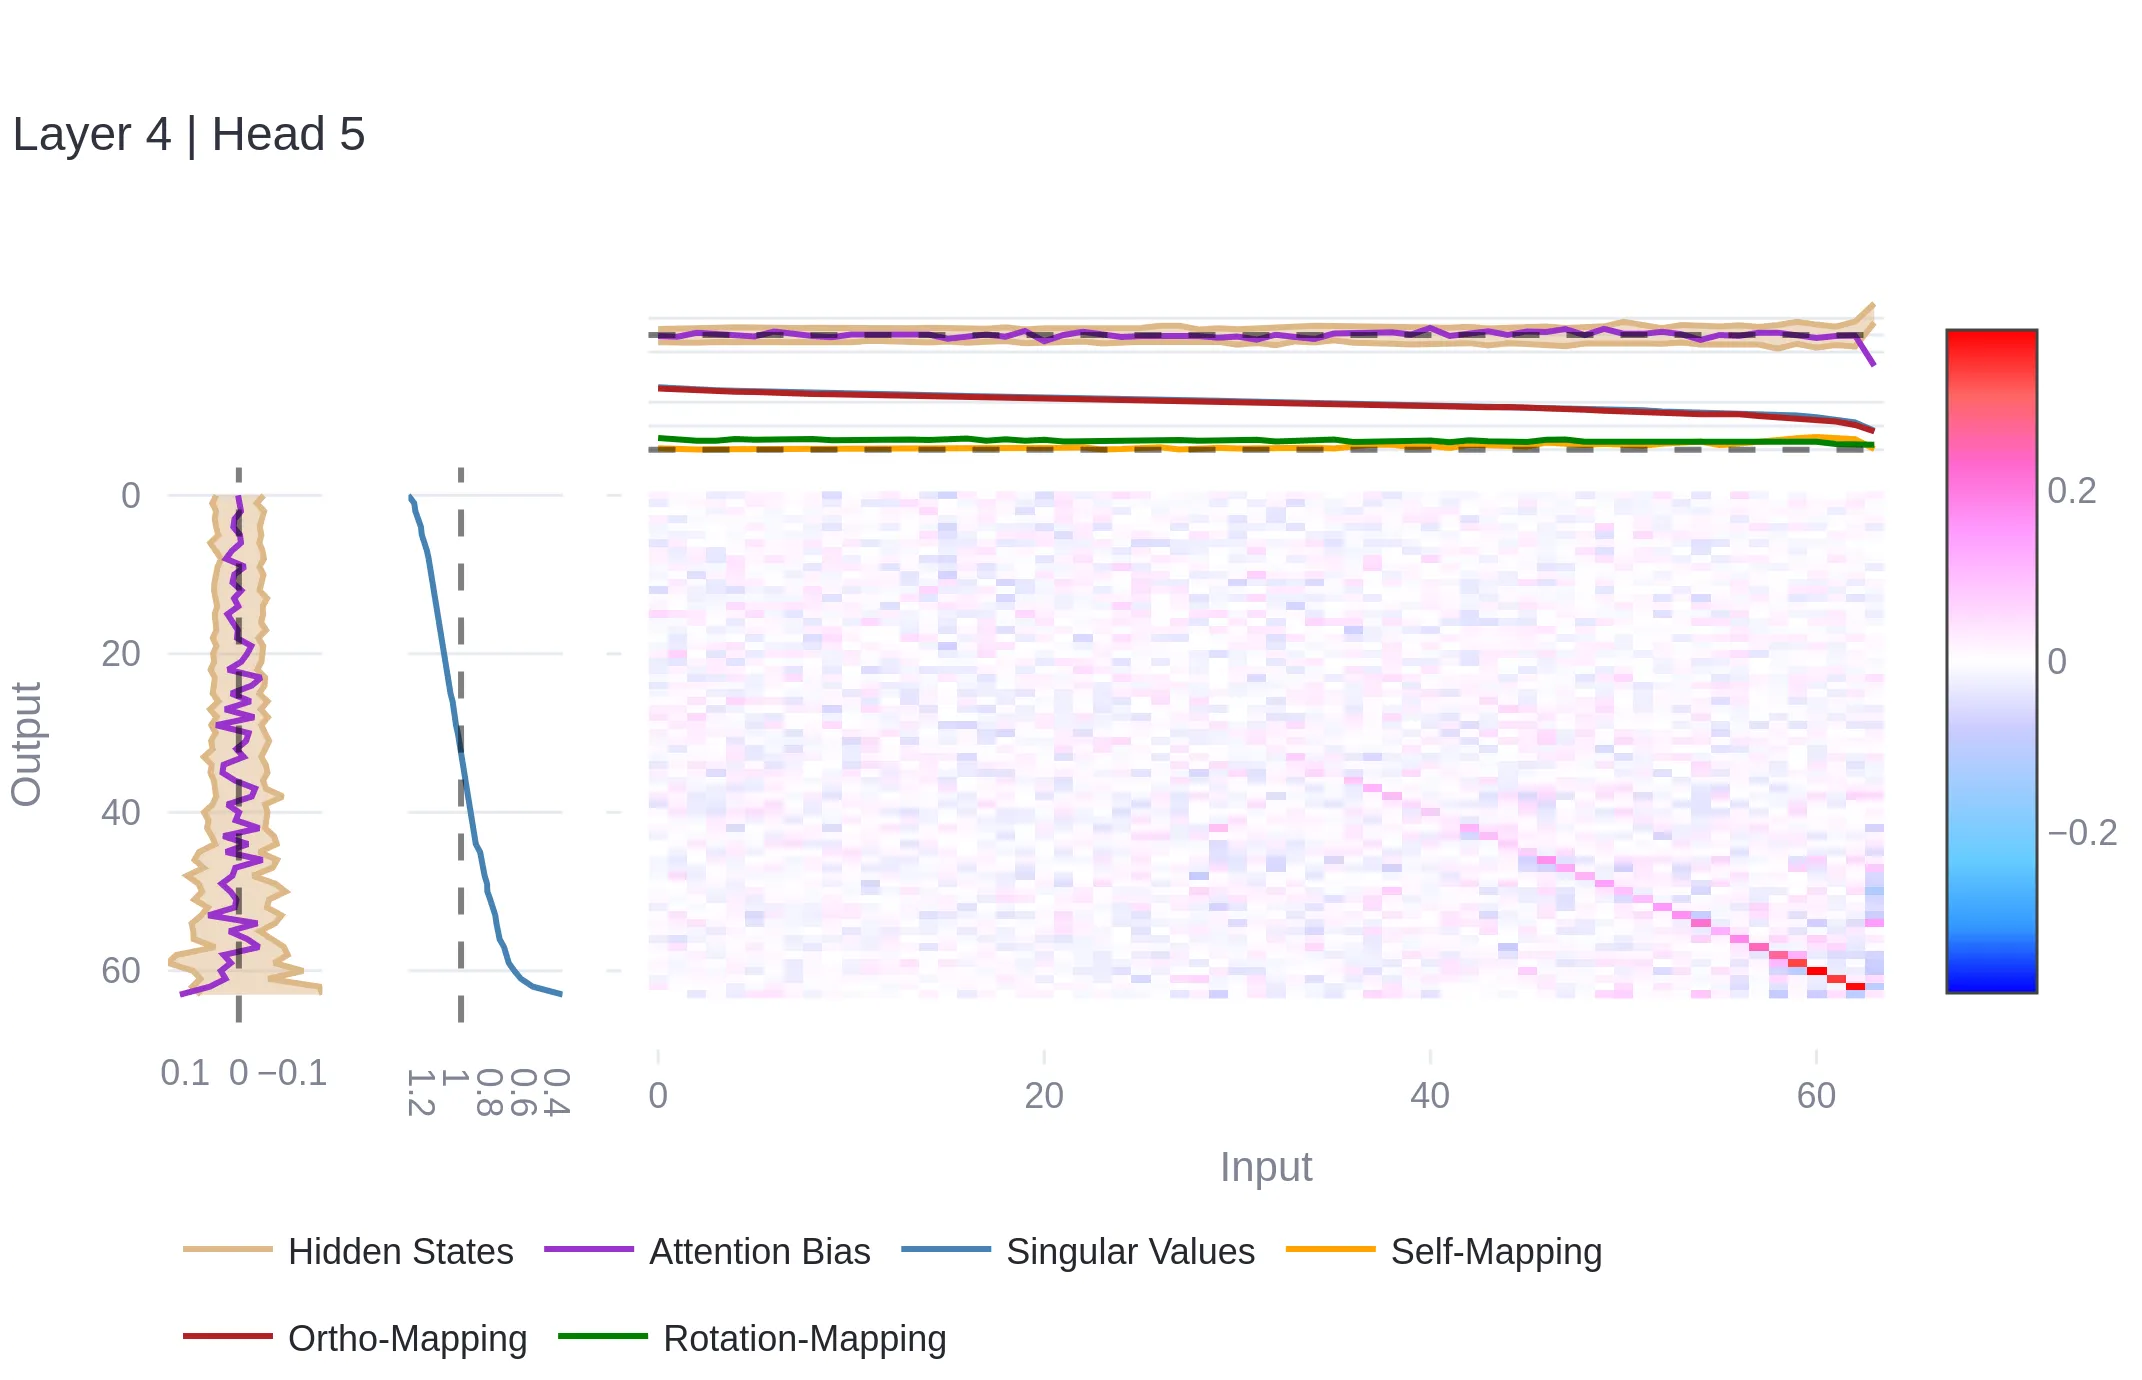 Layer 4 | Head 5
0
20
40
60
Output
0.1 0 −0.1
1.2 1 0.8 0.6 0.4
0 20 40 60
Input
0.2
0
−0.2
Hidden States Attention Bias Singular Values Self-Mapping
Ortho-Mapping Rotation-Mapping